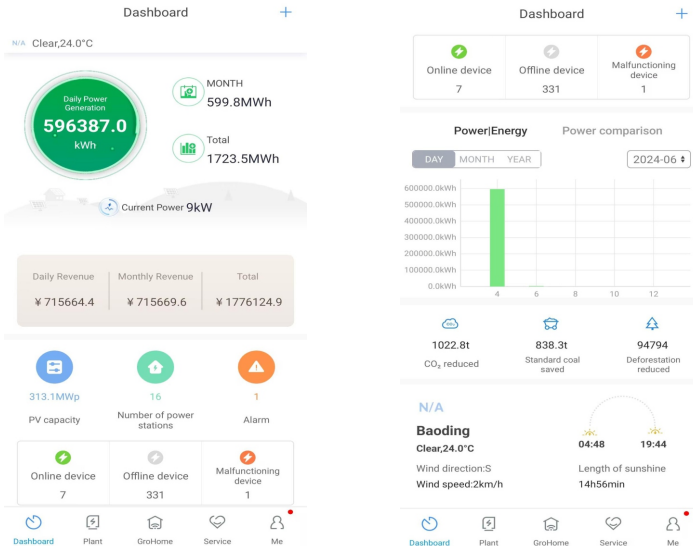 Dashboard
+
N/A Clear,24.0°C
Daily Power
Generation
596387.0
kWh
MONTH
599.8MWh
Total
1723.5MWh
Current Power 9kW
Daily Revenue
Monthly Revenue
Total
¥ 715664.4
¥ 715669.6
¥ 1776124.9
313.1MWp
16
1
PV capacity
Number of power
stations
Alarm
Online device
Offline device
Malfunctioning
device
7
331
1
Dashboard
Plant
GroHome
Service
Me
Dashboard
+
Online device
Offline device
Malfunctioning
device
7
331
1
Power|Energy
Power comparison
DAY
MONTH
YEAR
2024-06
600000.0kWh
500000.0kWh
400000.0kWh
300000.0kWh
200000.0kWh
100000.0kWh
0.0kWh
4 6 8 10 12
1022.8t
838.3t
94794
CO₂ reduced
Standard coal
saved
Deforestation
reduced
N/A
Baoding
Clear,24.0°C
04:48
19:44
Wind direction:S
Length of sunshine
Wind speed:2km/h
14h56min
Dashboard
Plant
GroHome
Service
Me